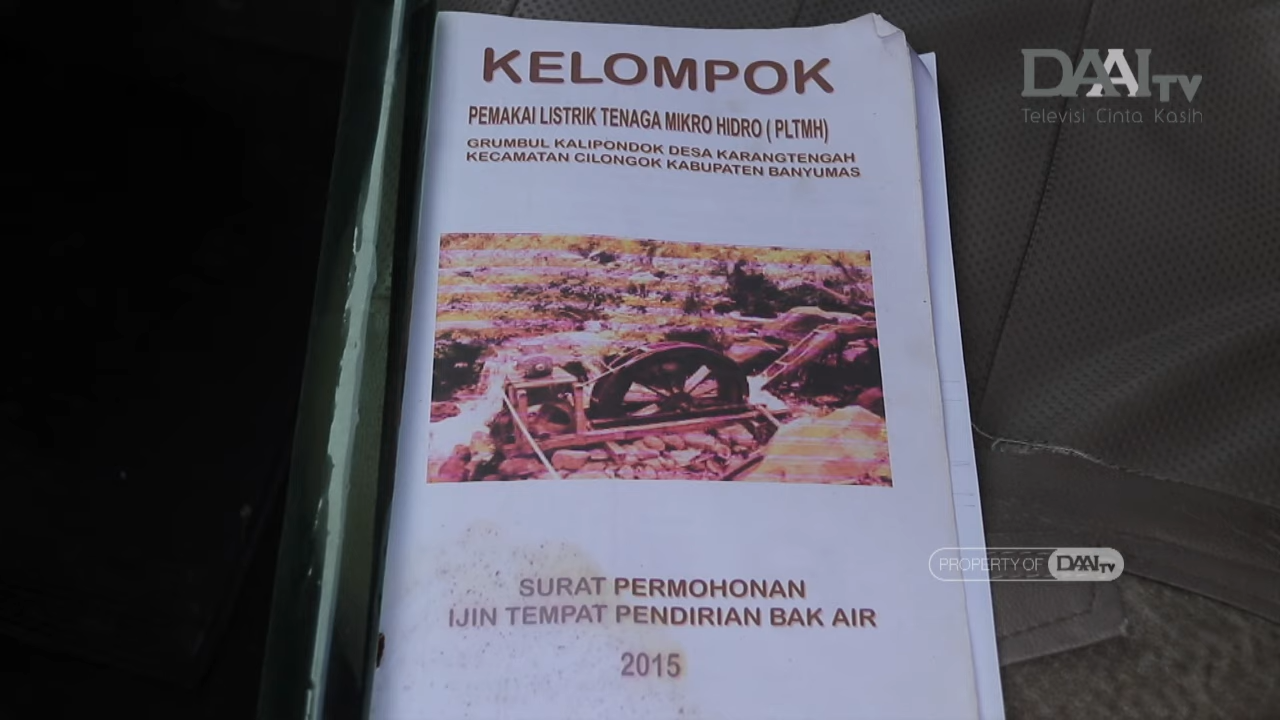 KELOMPOK
PEMAKAI LISTRIK TENAGA MIKRO HIDRO ( PLTMH)
GRUMBUL KALIPONDOK DESA KARANGTENGAH
KECAMATAN CILONGOK KABUPATEN BANYUMAS
SURAT PERMOHONAN
IJIN TEMPAT PENDIRIAN BAK AIR
2015
DAAI TV
Televisi Cinta Kasih
PROPERTY OF DAAI TV